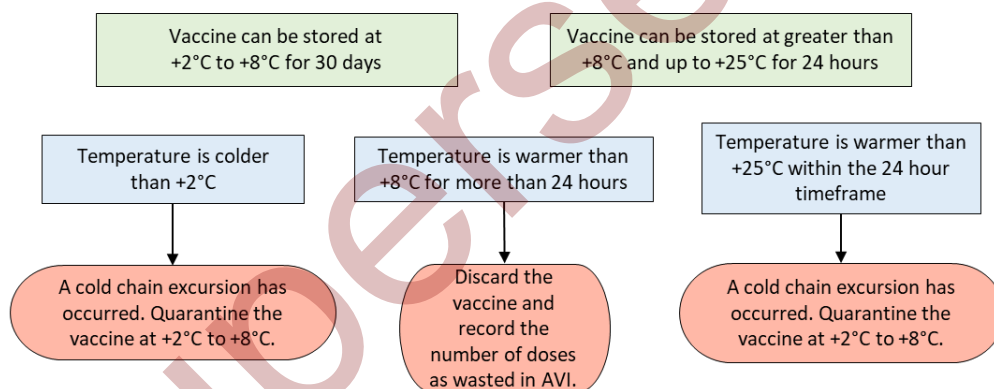 Vaccine can be stored at
+2°C to +8°C for 30 days
Vaccine can be stored at greater than
+8°C and up to +25°C for 24 hours
Temperature is colder
than +2°C
Temperature is warmer than
+8°C for more than 24 hours
Temperature is warmer than
+25°C within the 24 hour
timeframe
A cold chain excursion has
occurred. Quarantine the
vaccine at +2°C to +8°C.
Discard the
vaccine and
record the
number of doses
as wasted in AVI.
A cold chain excursion has
occurred. Quarantine the
vaccine at +2°C to +8°C.